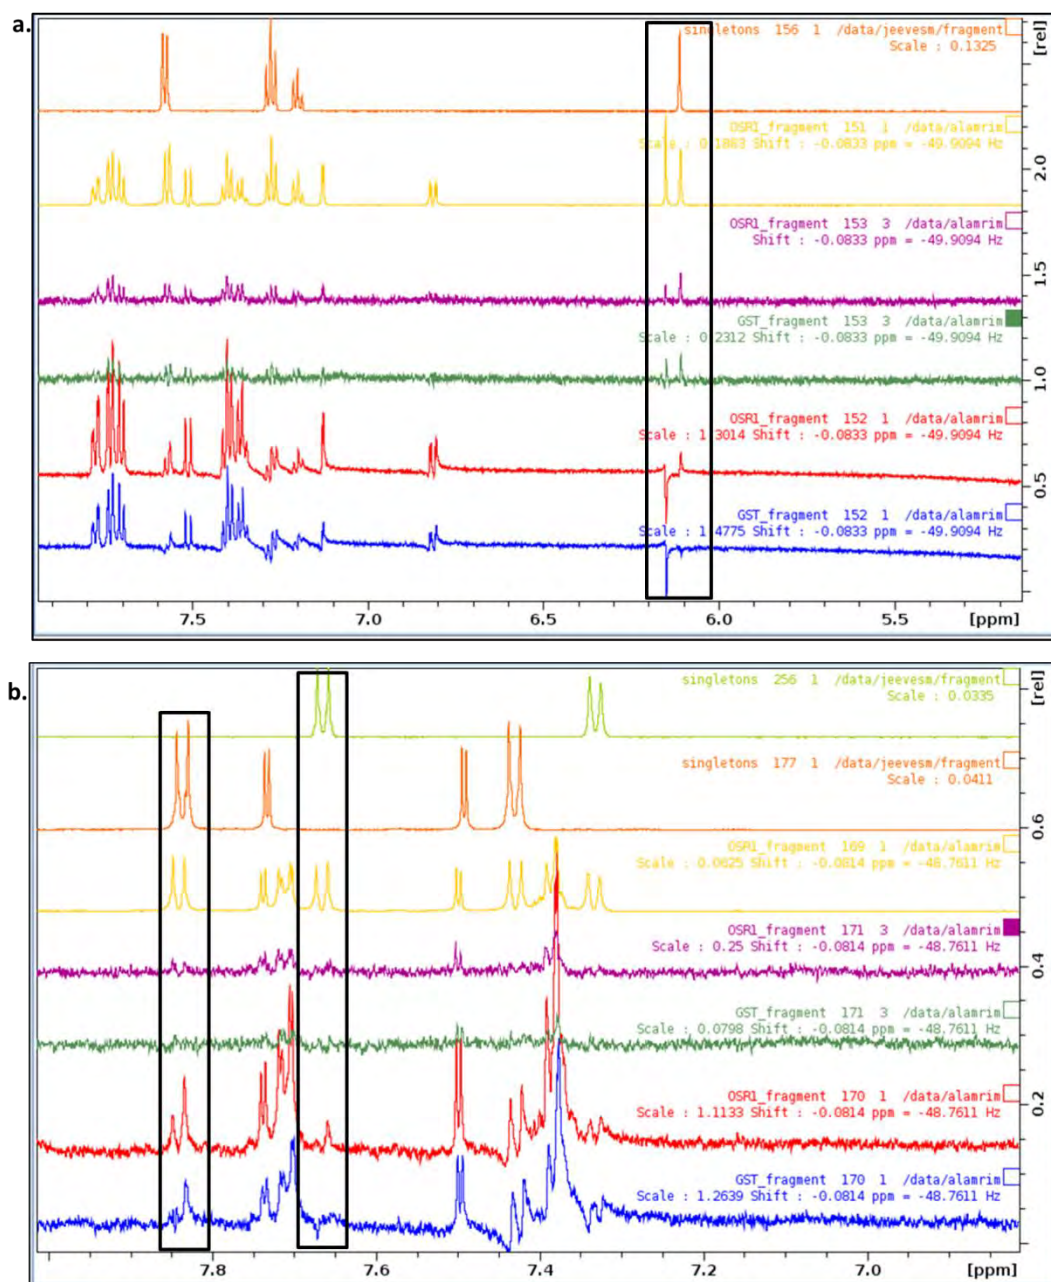 a.
singletons 156 1 /data/jeevesm/fragment
Scale : 0.1325
OSR1_fragment 151 1 /data/alamrim
Scale : 0.1883 Shift : -0.0833 ppm = -49.9094 Hz
OSR1_fragment 153 3 /data/alamrim
Shift : -0.0833 ppm = -49.9094 Hz
GST_fragment 153 3 /data/alamrim
Scale : 0.2312 Shift : -0.0833 ppm = -49.9094 Hz
OSR1_fragment 152 1 /data/alamrim
Scale : 1.3014 Shift : -0.0833 ppm = -49.9094 Hz
GST_fragment 152 1 /data/alamrim
Scale : 1.4775 Shift : -0.0833 ppm = -49.9094 Hz
[rel]
2.0
1.5
1.0
0.5
7.5 7.0 6.5 6.0 5.5 [ppm]
b.
singletons 256 1 /data/jeevesm/fragment
Scale : 0.0335
singletons 177 1 /data/jeevesm/fragment
Scale : 0.0411
OSR1_fragment 169 1 /data/alamrim
Scale : 0.0625 Shift : -0.0814 ppm = -48.7611 Hz
OSR1_fragment 171 3 /data/alamrim
Scale : 0.25 Shift : -0.0814 ppm = -48.7611 Hz
GST_fragment 171 3 /data/alamrim
Scale : 0.0798 Shift : -0.0814 ppm = -48.7611 Hz
OSR1_fragment 170 1 /data/alamrim
Scale : 1.1133 Shift : -0.0814 ppm = -48.7611 Hz
GST_fragment 170 1 /data/alamrim
Scale : 1.2639 Shift : -0.0814 ppm = -48.7611 Hz
[rel]
0.6
0.4
0.2
7.8 7.6 7.4 7.2 7.0 [ppm]